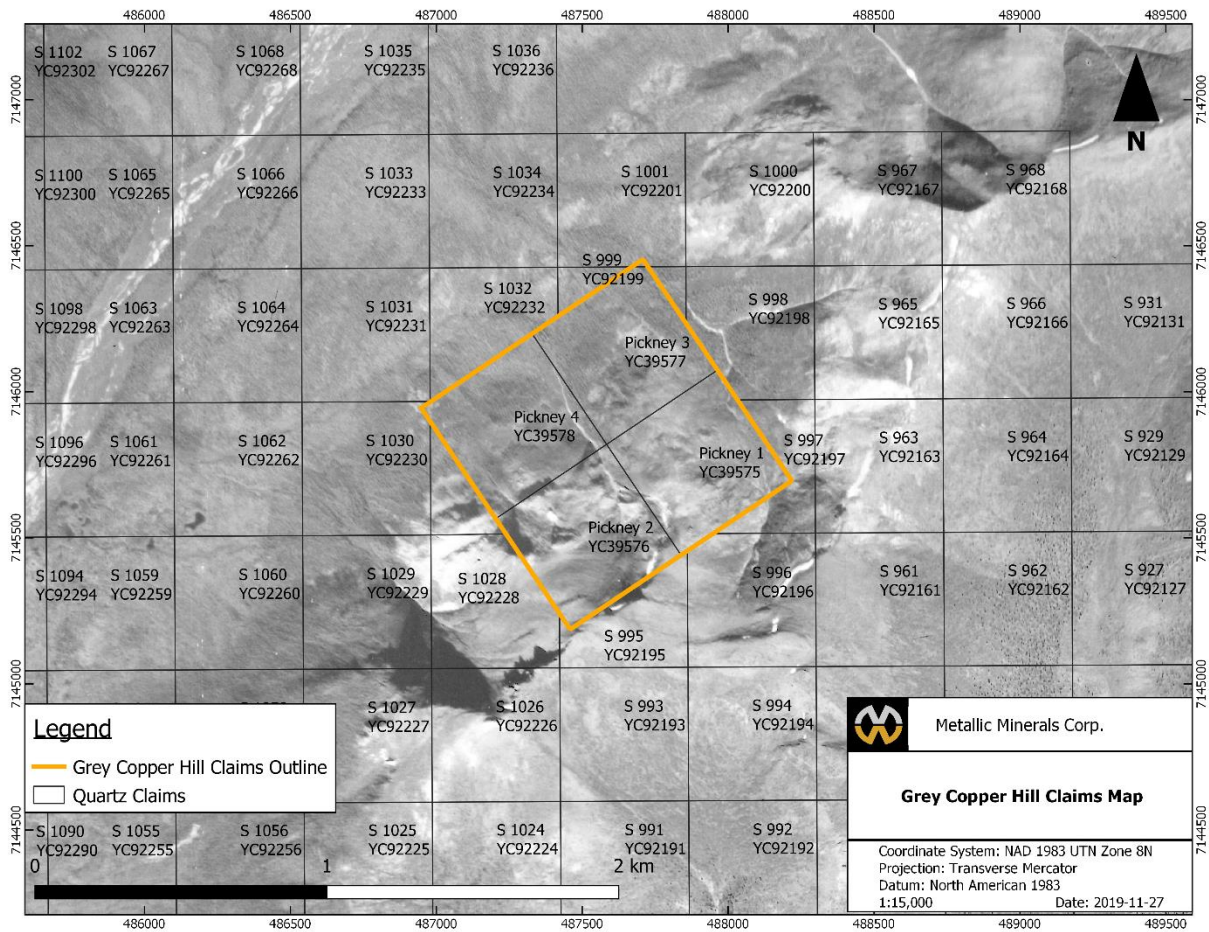 486000 486500 487000 487500 488000 488500 489000 489500
S 1102 S 1067 S 1068 S 1035 S 1036
YC92302 YC92267 YC92268 YC92235 YC92236
7147000 7147000
N
S 1100 S 1065 S 1066 S 1033 S 1034 S 1001 S 1000 S 967 S 968
YC92300 YC92265 YC92266 YC92233 YC92234 YC92201 YC92200 YC92167 YC92168
7146500 7146500
S 999
YC92199
S 1032
YC92232
S 1098 S 1063 S 1064 S 1031 S 998 S 965 S 966 S 931
YC92298 YC92263 YC92264 YC92231 YC92198 YC92165 YC92166 YC92131
Pickney 3
YC39577
7146000 7146000
Pickney 4
YC39578
S 1096 S 1061 S 1062 S 1030 S 997 S 963 S 964 S 929
YC92296 YC92261 YC92262 YC92230 YC92197 YC92163 YC92164 YC92129
Pickney 1
YC39575
7145500 7145500
Pickney 2
YC39576
S 1094 S 1059 S 1060 S 1029 S 1028 S 996 S 961 S 962 S 927
YC92294 YC92259 YC92260 YC92229 YC92228 YC92196 YC92161 YC92162 YC92127
S 995
YC92195
7145000 7145000
S 1027 S 1026 S 993 S 994
YC92227 YC92226 YC92193 YC92194
Legend
Grey Copper Hill Claims Outline
Quartz Claims
Metallic Minerals Corp.
Grey Copper Hill Claims Map
7144500 7144500
S 1090 S 1055 S 1056 S 1025 S 1024 S 991 S 992
YC92290 YC92255 YC92256 YC92225 YC92224 YC92191 YC92192
0 1 2 km
Coordinate System: NAD 1983 UTN Zone 8N
Projection: Transverse Mercator
Datum: North American 1983
1:15,000 Date: 2019-11-27
486000 486500 487000 487500 488000 488500 489000 489500